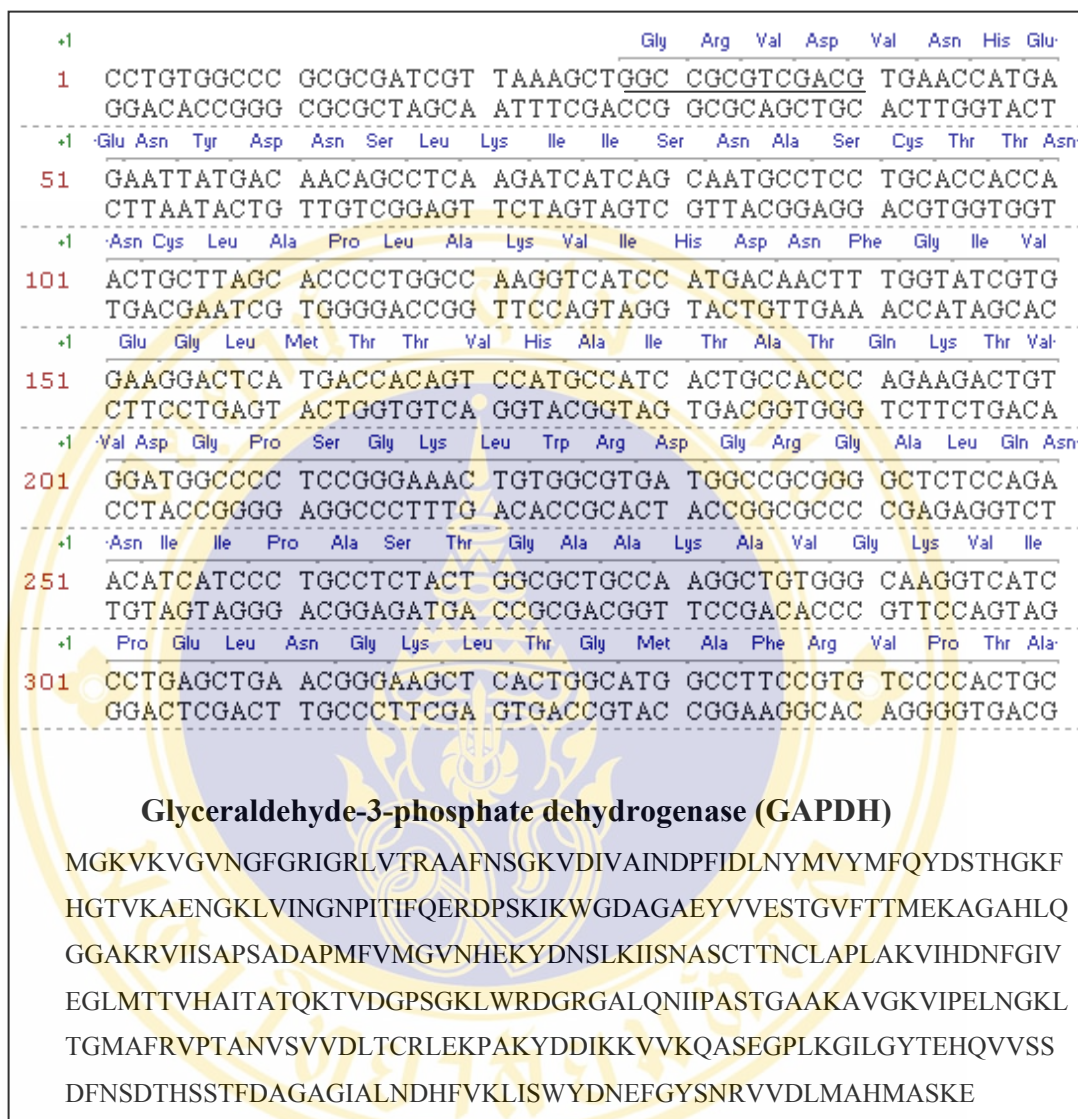 +1 Gly Arg Val Asp Val Asn His Glu·
1 CCTGTGGCCC GCGCGATCGT TAAAGCTGGC CGCGTCGACG TGAACCATGA
GGACACCGGG CGCGCTAGCA ATTTCGACCG GCGCAGCTGC ACTTGGTACT
+1 ·Glu Asn Tyr Asp Asn Ser Leu Lys Ile Ile Ser Asn Ala Ser Cys Thr Thr Asn·
51 GAATTATGAC AACAGCCTCA AGATCATCAG CAATGCCTCC TGCACCACCA
CTTAATACTG TTGTCGGAGT TCTAGTAGTC GTTACGGAGG ACGTGGTGGT
+1 ·Asn Cys Leu Ala Pro Leu Ala Lys Val Ile His Asp Asn Phe Gly Ile Val
101 ACTGCTTAGC ACCCCTGGCC AAGGTCATCC ATGACAACTT TGGTATCGTG
TGACGAATCG TGGGGACCGG TTCCAGTAGG TACTGTTGAA ACCATAGCAC
+1 Glu Gly Leu Met Thr Thr Val His Ala Ile Thr Ala Thr Gln Lys Thr Val·
151 GAAGGACTCA TGACCACAGT CCATGCCATC ACTGCCACCC AGAAGACTGT
CTTCCTGAGT ACTGGTGTCA GGTACGGTAG TGACGGTGGG TCTTCTGACA
+1 ·Val Asp Gly Pro Ser Gly Lys Leu Trp Arg Asp Gly Arg Gly Ala Leu Gln Asn·
201 GGATGGCCCC TCCGGGAAAC TGTGGCGTGA TGGCCGCGGG GCTCTCCAGA
CCTACCGGGG AGGCCCTTTG ACACCGCACT ACCGGCGCCC CGAGAGGTCT
+1 ·Asn Ile Ile Pro Ala Ser Thr Gly Ala Ala Lys Ala Val Gly Lys Val Ile
251 ACATCATCCC TGCCTCTACT GGCGCTGCCA AGGCTGTGGG CAAGGTCATC
TGTAGTAGGG ACGGAGATGA CCGCGACGGT TCCGACACCC GTTCCAGTAG
+1 Pro Glu Leu Asn Gly Lys Leu Thr Gly Met Ala Phe Arg Val Pro Thr Ala·
301 CCTGAGCTGA ACGGGAAGCT CACTGGCATG GCCTTCCGTG TCCCCACTGC
GGACTCGACT TGCCCTTCGA GTGACCGTAC CGGAAGGCAC AGGGGTGACG
Glyceraldehyde-3-phosphate dehydrogenase (GAPDH)
MGKVKVGVNGFGRIGRLVTRAAFNSGKVDIVAINDPFIDLNYMVYMFQYDSTHGKF
HGTVKAENGKLVINGNPITIFQERDPSKIKWGDAGAEYVVESTGVFTTMEKAGAHLQ
GGAKRVIISAPSADAPMFVMGVNHEKYDNSLKIISNASCTTNCLAPLAKVIHDNFGIV
EGLMTTVHAITATQKTVDGPSGKLWRDGRGALQNIIPASTGAAKAVGKVIPELNGKL
TGMAFRVPTANVSVVDLTCRLEKPAKYDDIKKVVKQASEGPLKGILGYTEHQVVSS
DFNSDTHSSTFDAGAGIALNDHFVKLISWYDNEFGYSNRVVDLMAHMASKE